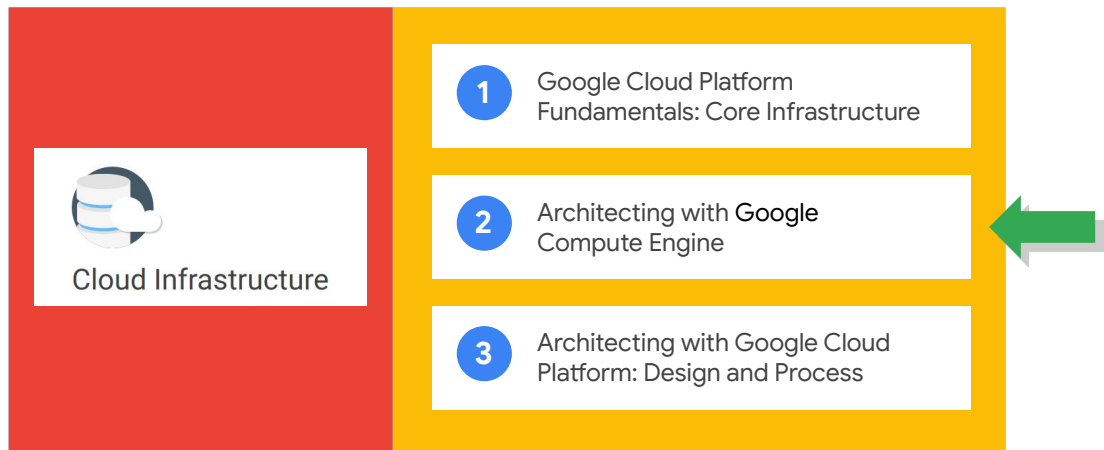 Cloud Infrastructure
1
Google Cloud Platform
Fundamentals: Core Infrastructure
2
Architecting with Google
Compute Engine
3
Architecting with Google Cloud
Platform: Design and Process